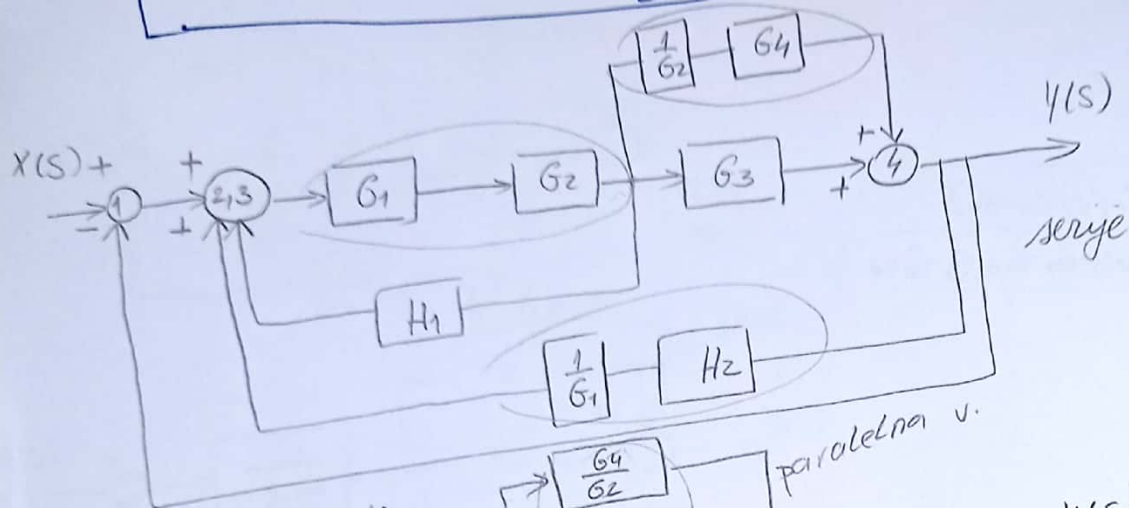 1/G2 G4
Y(S)
X(S) + + 1 2,3 G1 G2 G3 + 4
- + +
serije
H1
1/G1 H2
paralelna v.
G4/G2